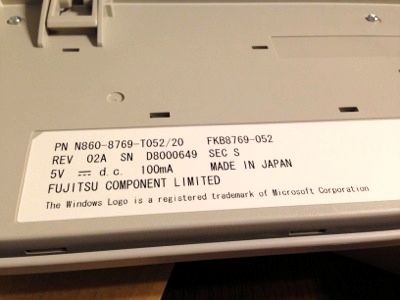 PN N860-8769-T052/20 FKB8769-052
REV 02A SN D8000649 SEC S
5V ⎓ d.c. 100mA MADE IN JAPAN
FUJITSU COMPONENT LIMITED
The Windows Logo is a registered trademark of Microsoft Corporation